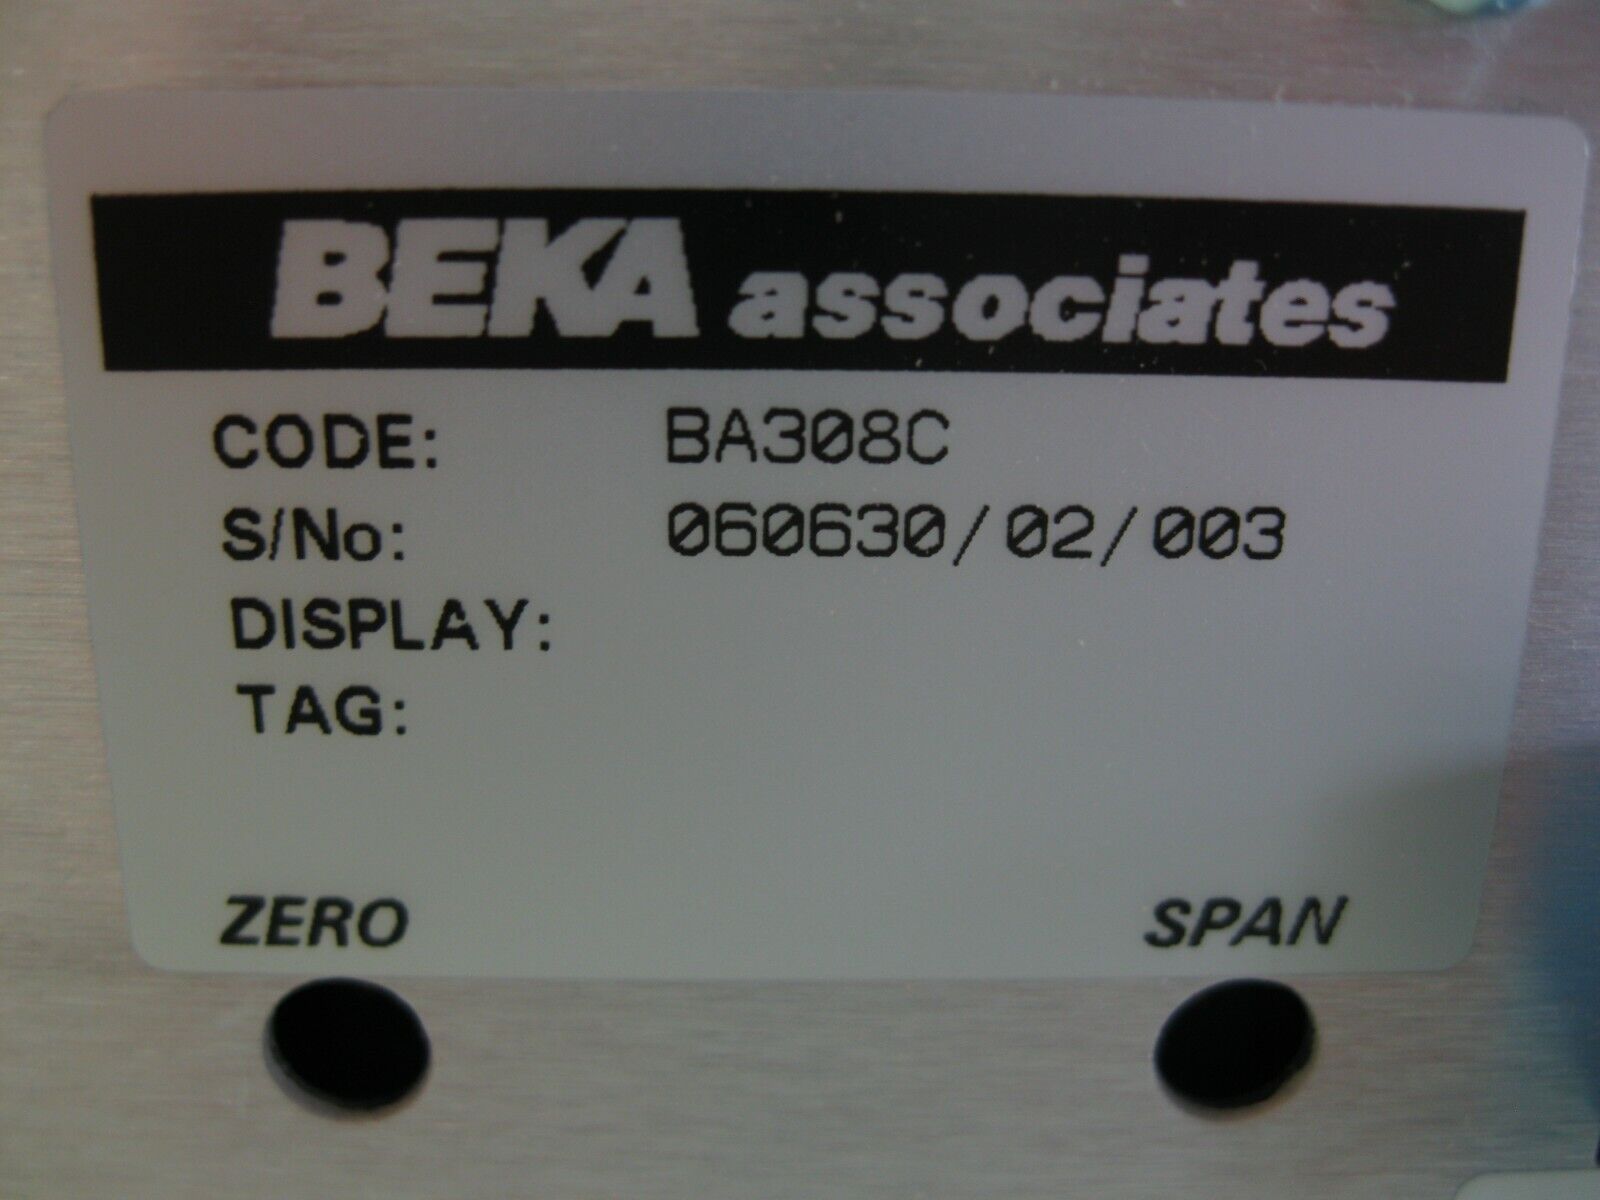 BEKA associates
CODE: BA308C
S/No: 060630/02/003
DISPLAY:
TAG:
ZERO SPAN